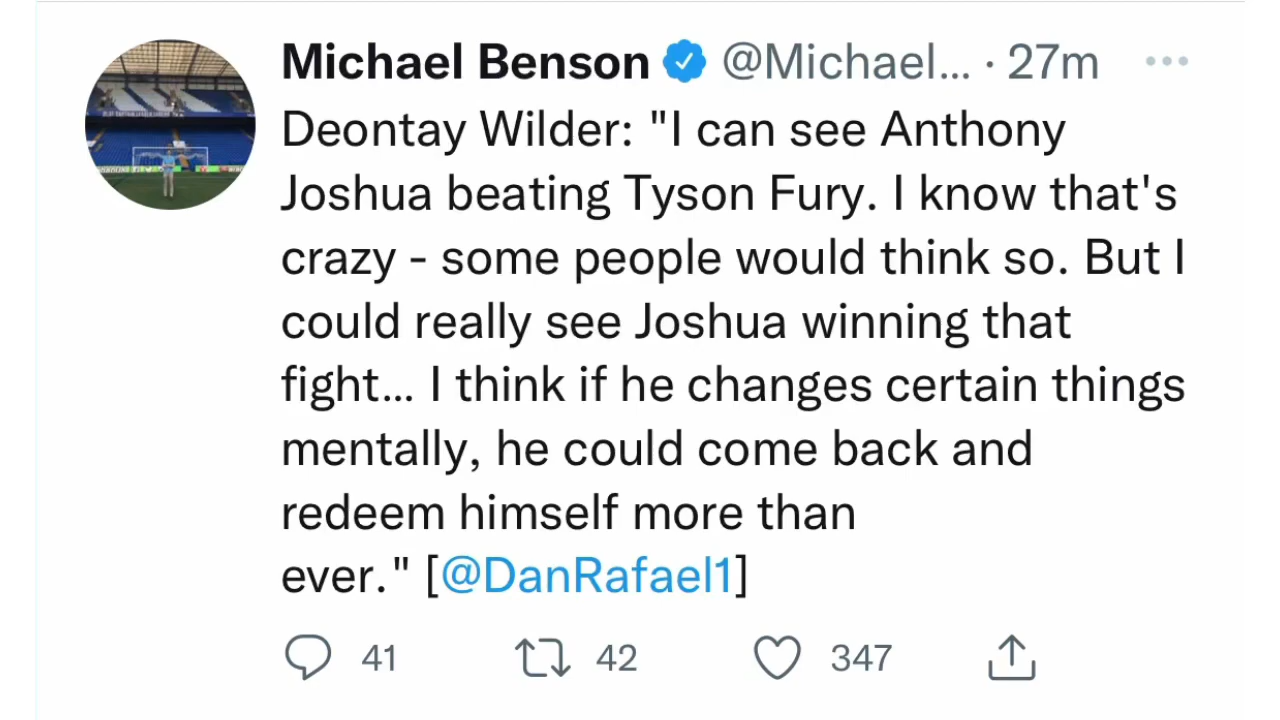 Michael Benson @Michael... · 27m ...
Deontay Wilder: "I can see Anthony
Joshua beating Tyson Fury. I know that's
crazy - some people would think so. But I
could really see Joshua winning that
fight... I think if he changes certain things
mentally, he could come back and
redeem himself more than
ever." [@DanRafael1]
41 42 347